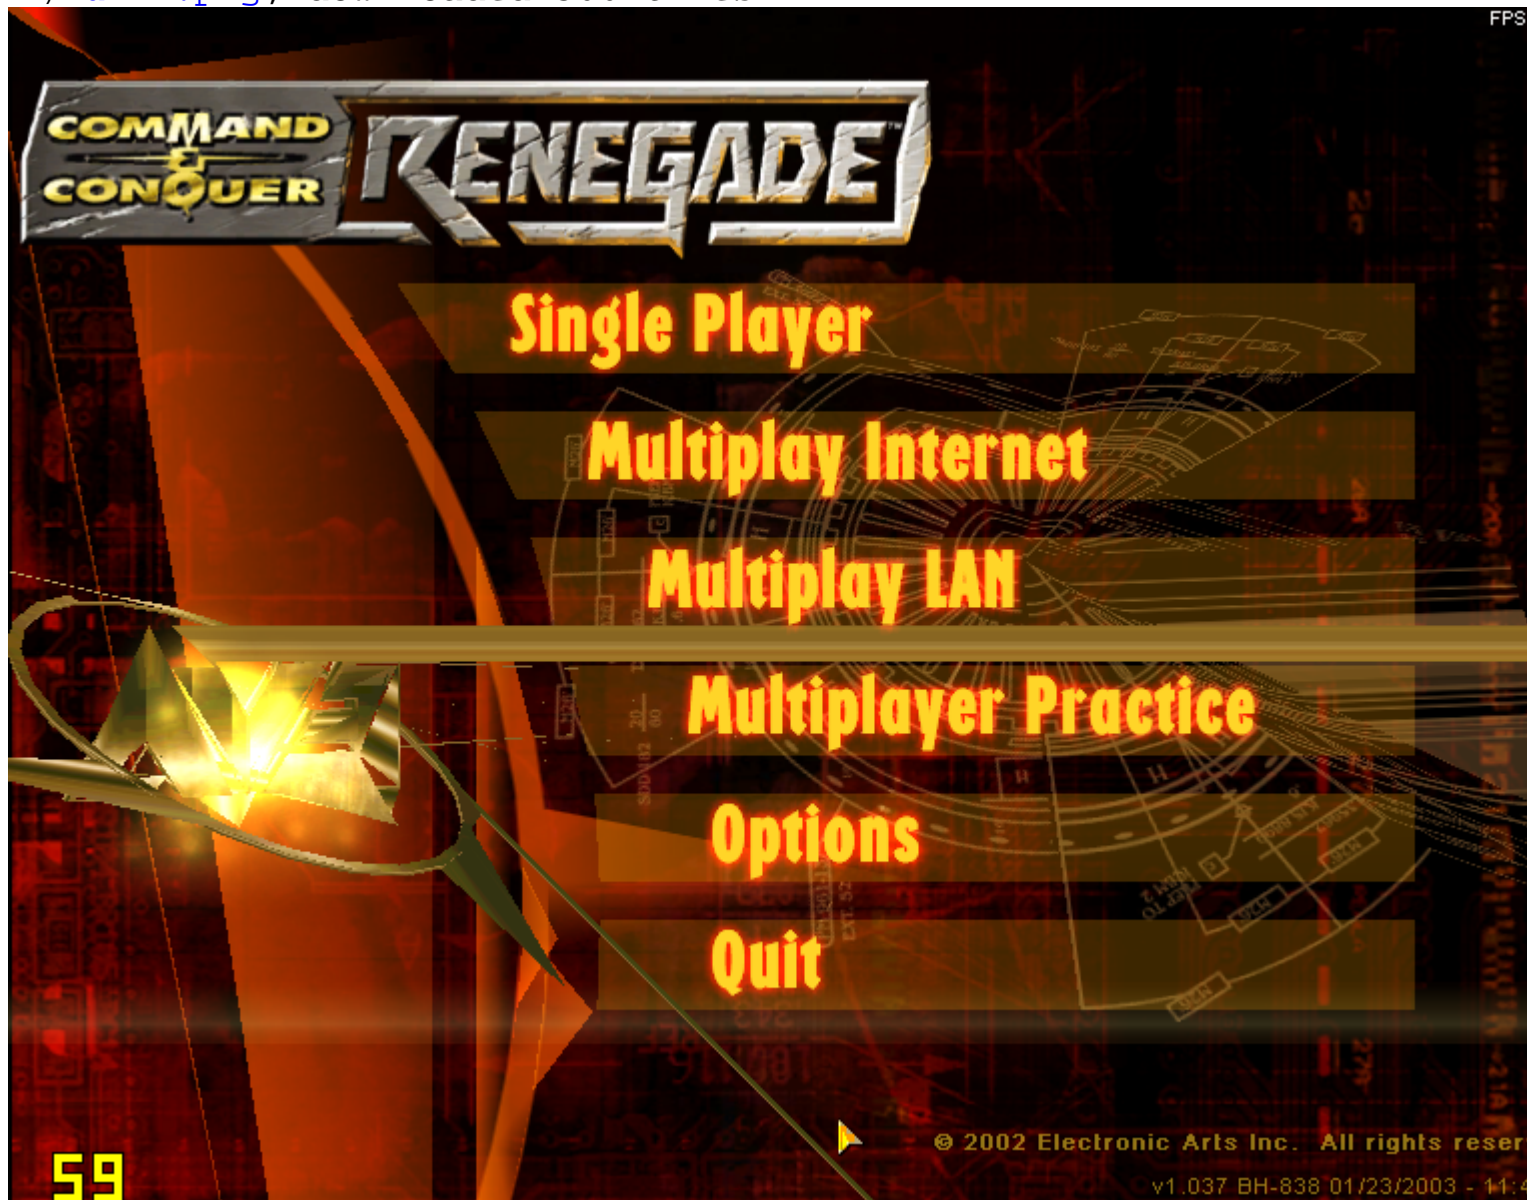 FPS
COMMAND
&
CONQUER
RENEGADE™
Single Player
Multiplay Internet
Multiplay LAN
Multiplayer Practice
Options
Quit
© 2002 Electronic Arts Inc. All rights reser
59
v1.037 BH-838 01/23/2003 - 11:4